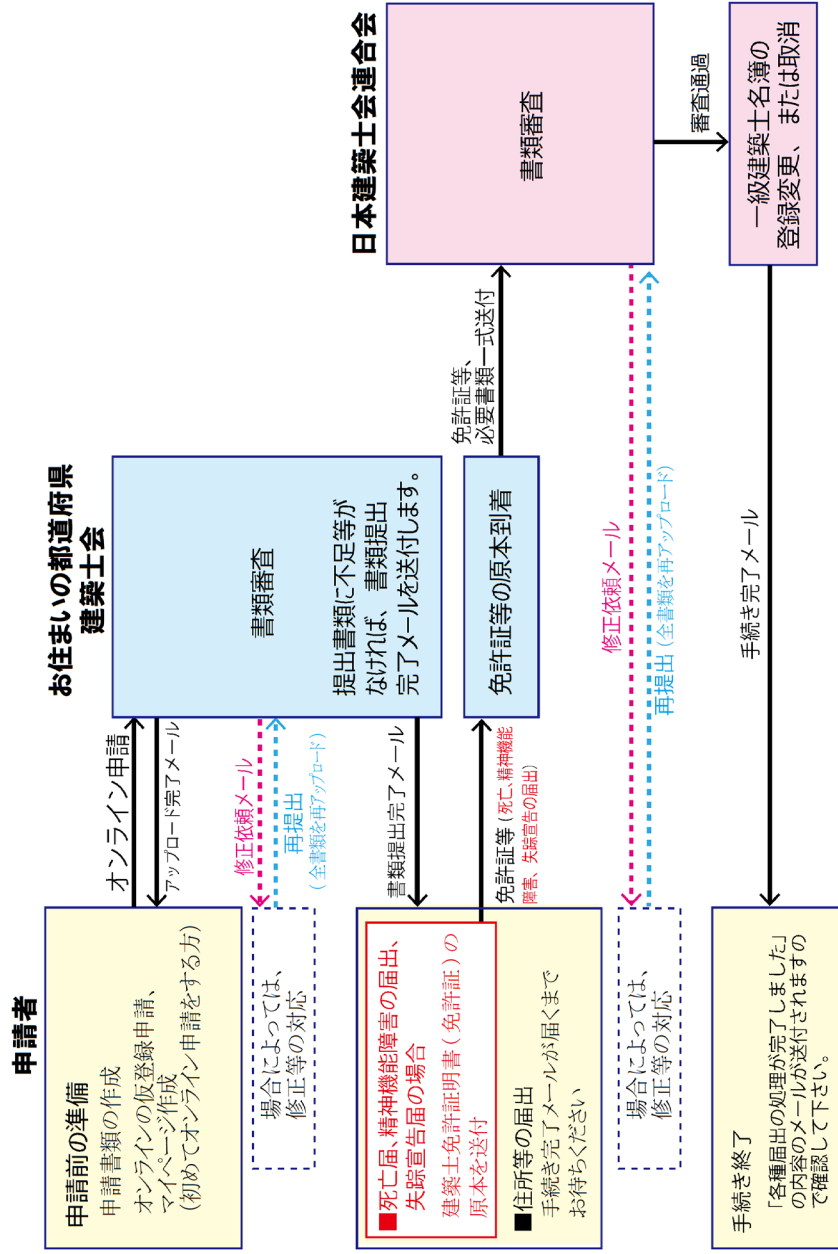 申請者
申請前の準備
申請書類の作成
オンラインの仮登録申請、
マイページ作成
(初めてオンライン申請をする方)
場合によっては、
修正等の対応
■死亡届、精神機能障害の届出、
失踪宣告届の場合
建築士免許証明書(免許証)の
原本を送付
■住所等の届出
手続き完了メールが届くまで
お待ちください
場合によっては、
修正等の対応
手続き終了
「各種届出の処理が完了しました」
の内容のメールが送付されますの
で確認して下さい。
オンライン申請
アップロード完了メール
修正依頼メール
再提出
(全書類を再アップロード)
書類提出完了メール
免許証等(死亡、精神機能
障害、失踪宣告の届出)
修正依頼メール
再提出(全書類を再アップロード)
手続き完了メール
お住まいの都道府県
建築士会
書類審査
提出書類に不足等が
なければ、書類提出
完了メールを送付します。
免許証等の原本到着
免許証等、
必要書類一式送付
日本建築士会連合会
書類審査
審査通過
一級建築士名簿の
登録変更、または取消